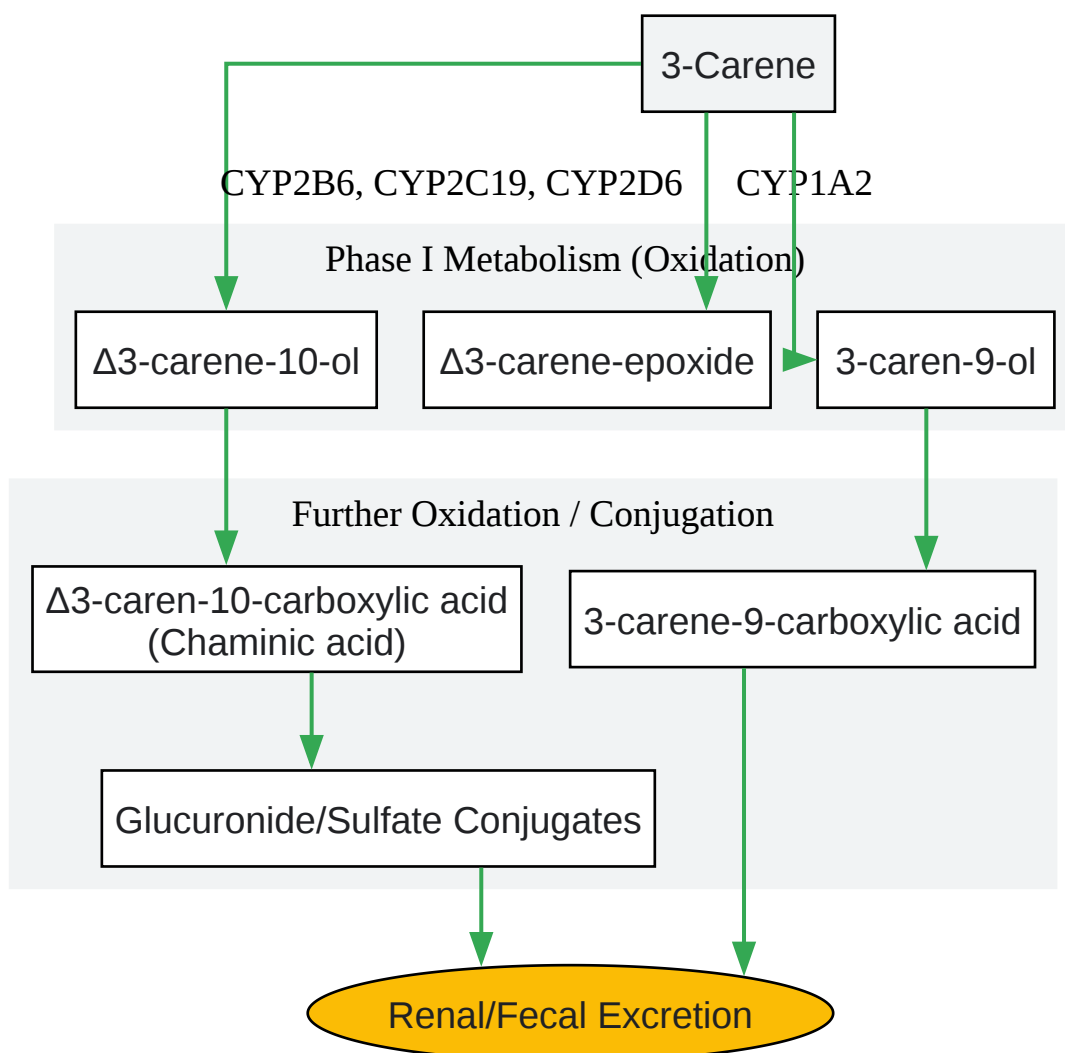 3-Carene
CYP2B6, CYP2C19, CYP2D6
CYP1A2
Phase I Metabolism (Oxidation)
Δ3-carene-10-ol
Δ3-carene-epoxide
3-caren-9-ol
Further Oxidation / Conjugation
Δ3-caren-10-carboxylic acid
(Chaminic acid)
3-carene-9-carboxylic acid
Glucuronide/Sulfate Conjugates
Renal/Fecal Excretion